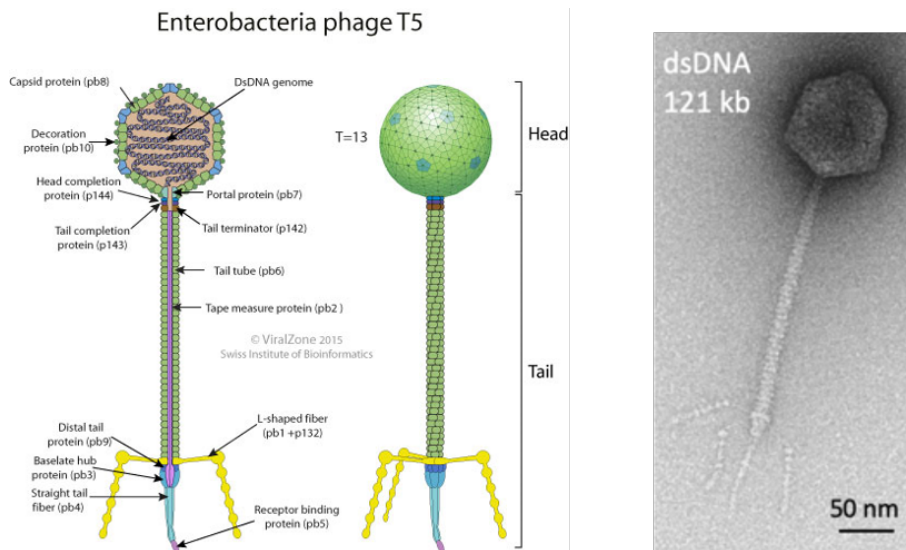 Enterobacteria phage T5
Capsid protein (pb8)
DsDNA genome
Decoration
protein (pb10)
T=13
Head
Head completion
protein (p144)
Portal protein (pb7)
Tail completion
protein (p143)
Tail terminator (p142)
Tail tube (pb6)
Tape measure protein (pb2 )
© ViralZone 2015
Swiss Institute of Bioinformatics
Tail
Distal tail
protein (pb9)
L-shaped fiber
(pb1 +p132)
Baselate hub
protein (pb3)
Straight tail
fiber (pb4)
Receptor binding
protein (pb5)
dsDNA
121 kb
50 nm